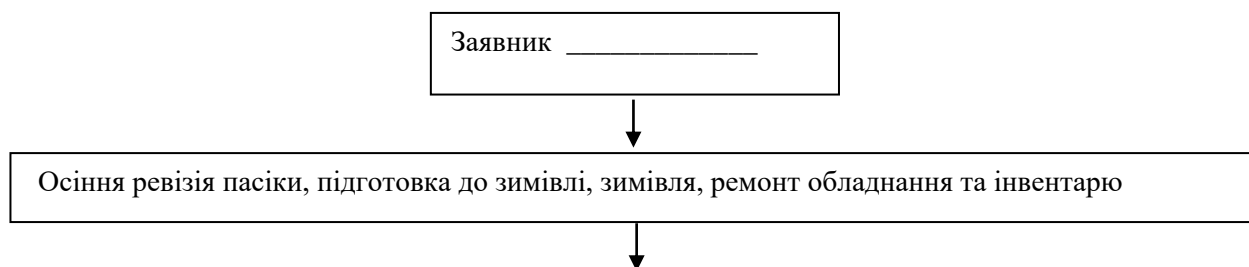 Заявник _____________
Осіння ревізія пасіки, підготовка до зимівлі, зимівля, ремонт обладнання та інвентарю